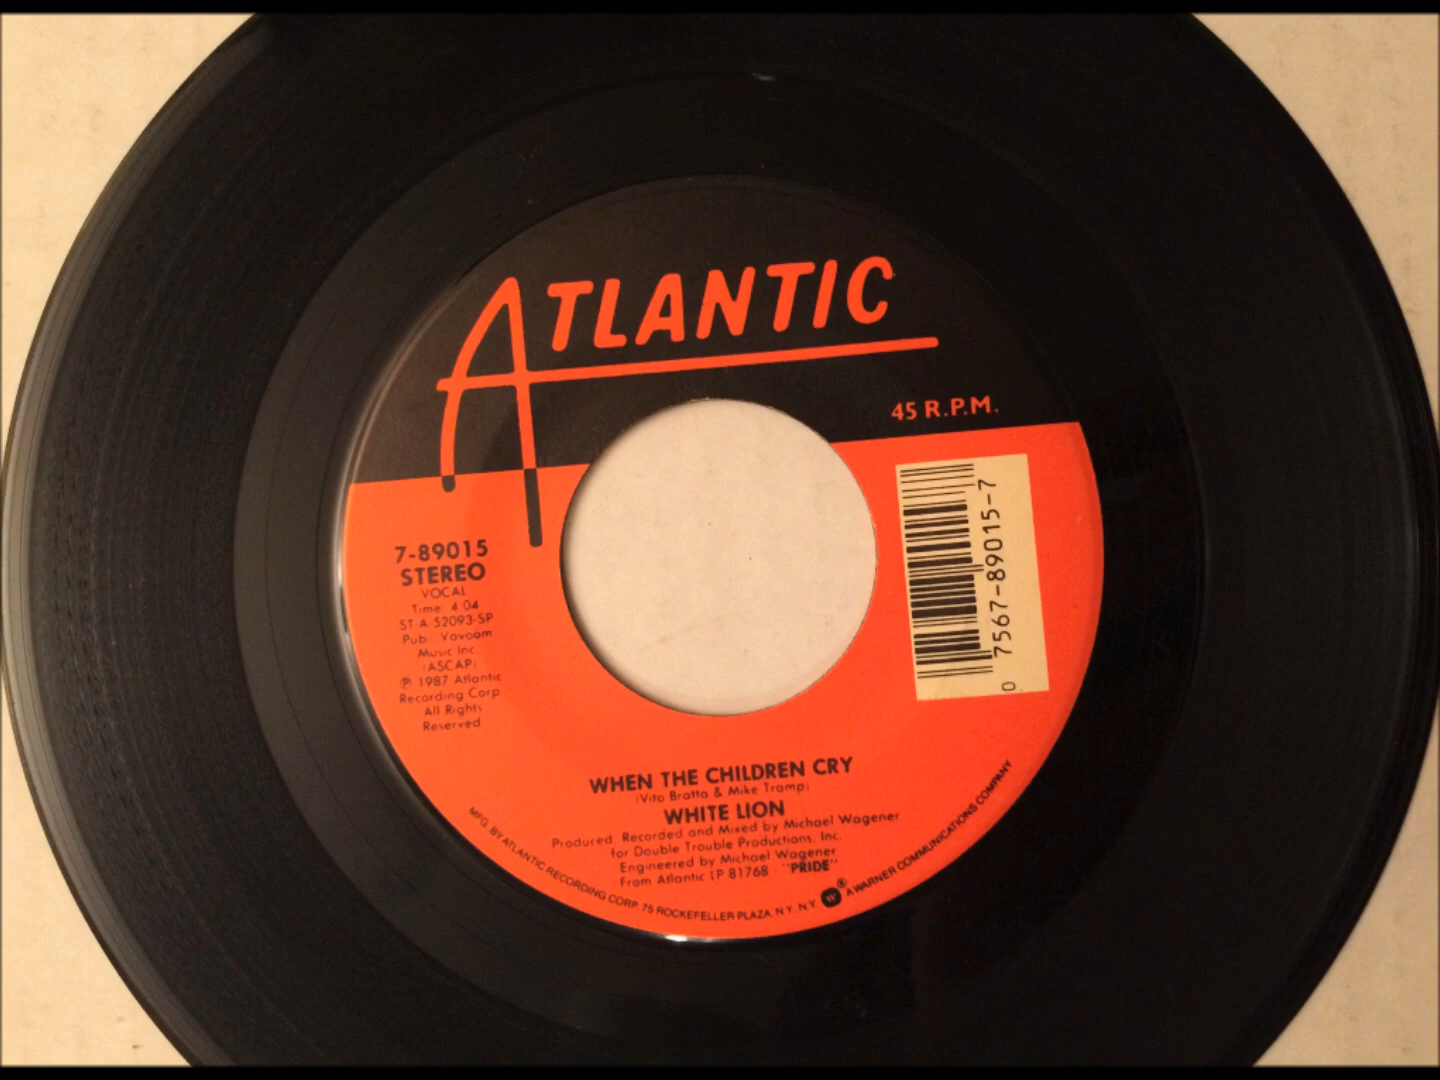 ATLANTIC
45 R.P.M.
7-89015
STEREO
VOCAL
Time: 4:04
ST-A-52093-SP
Pub: Vavoom
Music Inc.
(ASCAP)
℗ 1987 Atlantic
Recording Corp
All Rights
Reserved
0 7567-89015-7
WHEN THE CHILDREN CRY
(Vito Bratta & Mike Tramp)
WHITE LION
Produced, Recorded and Mixed by Michael Wagener
for Double Trouble Productions, Inc.
Engineered by Michael Wagener
From Atlantic LP 81768 - "PRIDE"
MFG. BY ATLANTIC RECORDING CORP. 75 ROCKEFELLER PLAZA, N.Y., N.Y. ® A WARNER COMMUNICATIONS COMPANY